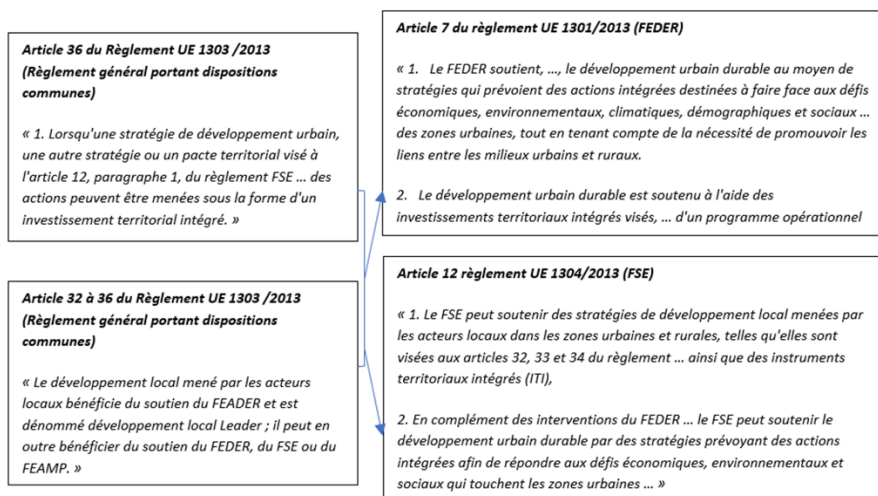 Article 36 du Règlement UE 1303 /2013
(Règlement général portant dispositions
communes)
« 1. Lorsqu'une stratégie de développement urbain,
une autre stratégie ou un pacte territorial visé à
l'article 12, paragraphe 1, du règlement FSE ... des
actions peuvent être menées sous la forme d'un
investissement territorial intégré. »
Article 32 à 36 du Règlement UE 1303 /2013
(Règlement général portant dispositions
communes)
« Le développement local mené par les acteurs
locaux bénéficie du soutien du FEADER et est
dénommé développement local Leader ; il peut en
outre bénéficier du soutien du FEDER, du FSE ou du
FEAMP. »
Article 7 du règlement UE 1301/2013 (FEDER)
« 1. Le FEDER soutient, ..., le développement urbain durable au moyen de
stratégies qui prévoient des actions intégrées destinées à faire face aux défis
économiques, environnementaux, climatiques, démographiques et sociaux ...
des zones urbaines, tout en tenant compte de la nécessité de promouvoir les
liens entre les milieux urbains et ruraux.
2. Le développement urbain durable est soutenu à l'aide des
investissements territoriaux intégrés visés, ... d'un programme opérationnel
Article 12 règlement UE 1304/2013 (FSE)
« 1. Le FSE peut soutenir des stratégies de développement local menées par
les acteurs locaux dans les zones urbaines et rurales, telles qu'elles sont
visées aux articles 32, 33 et 34 du règlement ... ainsi que des instruments
territoriaux intégrés (ITI),
2. En complément des interventions du FEDER ... le FSE peut soutenir le
développement urbain durable par des stratégies prévoyant des actions
intégrées afin de répondre aux défis économiques, environnementaux et
sociaux qui touchent les zones urbaines ... »